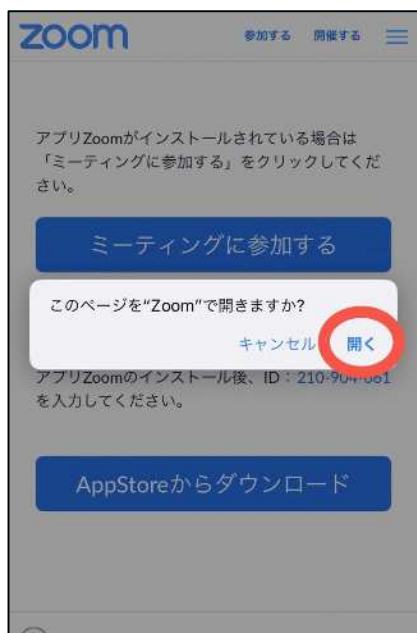 zoom 参加する 開催する
アプリZoomがインストールされている場合は
「ミーティングに参加する」をクリックしてくだ
さい。
ミーティングに参加する
このページを“Zoom”で開きますか?
キャンセル 開く
アプリZoomのインストール後、ID：210-904-
を入力してください。
AppStoreからダウンロード